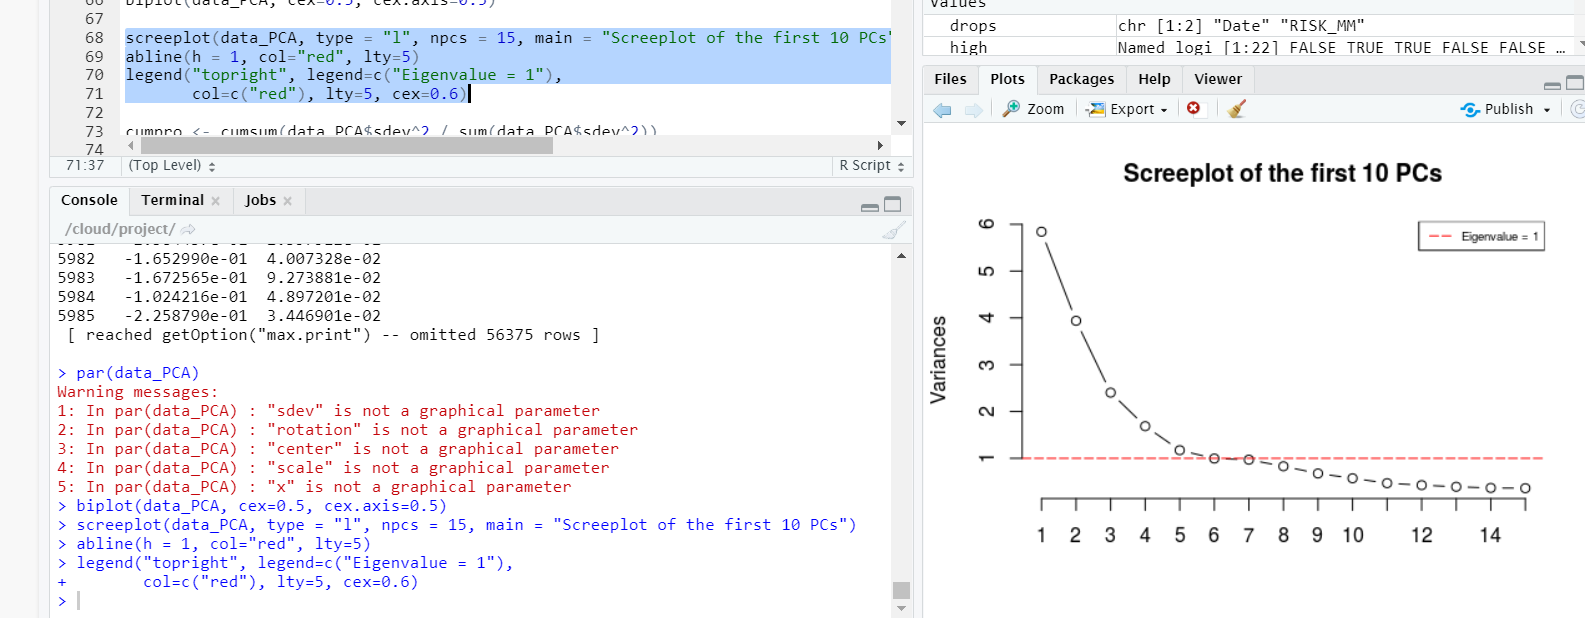 66 biplot(data_PCA, cex=0.5, cex.axis=0.5)
67
68 screeplot(data_PCA, type = "l", npcs = 15, main = "Screeplot of the first 10 PCs"
69 abline(h = 1, col="red", lty=5)
70 legend("topright", legend=c("Eigenvalue = 1"),
71 col=c("red"), lty=5, cex=0.6)
72
73 cumpro <- cumsum(data_PCA$sdev^2 / sum(data_PCA$sdev^2))
74
71:37 (Top Level) R Script
Console Terminal Jobs
/cloud/project/
5982 -1.652990e-01 4.007328e-02
5983 -1.672565e-01 9.273881e-02
5984 -1.024216e-01 4.897201e-02
5985 -2.258790e-01 3.446901e-02
[ reached getOption("max.print") -- omitted 56375 rows ]
> par(data_PCA)
Warning messages:
1: In par(data_PCA) : "sdev" is not a graphical parameter
2: In par(data_PCA) : "rotation" is not a graphical parameter
3: In par(data_PCA) : "center" is not a graphical parameter
4: In par(data_PCA) : "scale" is not a graphical parameter
5: In par(data_PCA) : "x" is not a graphical parameter
> biplot(data_PCA, cex=0.5, cex.axis=0.5)
> screeplot(data_PCA, type = "l", npcs = 15, main = "Screeplot of the first 10 PCs")
> abline(h = 1, col="red", lty=5)
> legend("topright", legend=c("Eigenvalue = 1"),
+ col=c("red"), lty=5, cex=0.6)
>
Values
drops chr [1:2] "Date" "RISK_MM"
high Named logi [1:22] FALSE TRUE TRUE FALSE FALSE …
Files Plots Packages Help Viewer
Zoom Export Publish
Screeplot of the first 10 PCs
Eigenvalue = 1
Variances
6
5
4
3
2
1
1 2 3 4 5 6 7 8 9 10 12 14